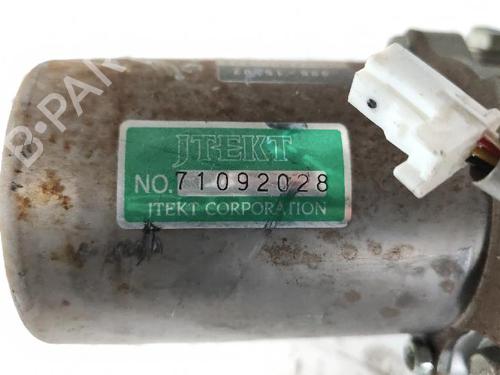 JTEKT
NO. 71092028
JTEKT CORPORATION
B-PAR